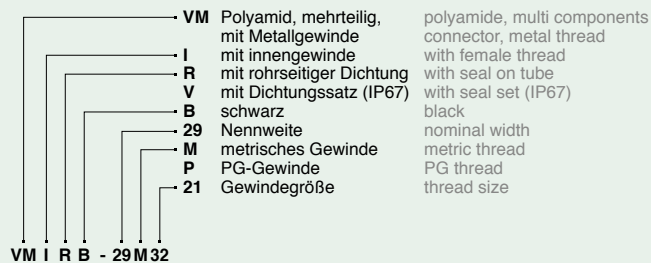 VM Polyamid, mehrteilig, polyamide, multi components
mit Metallgewinde connector, metal thread
I mit innengewinde with female thread
R mit rohrseitiger Dichtung with seal on tube
V mit Dichtungssatz (IP67) with seal set (IP67)
B schwarz black
29 Nennweite nominal width
M metrisches Gewinde metric thread
P PG-Gewinde PG thread
21 Gewindegröße thread size
VM I R B - 29 M 32